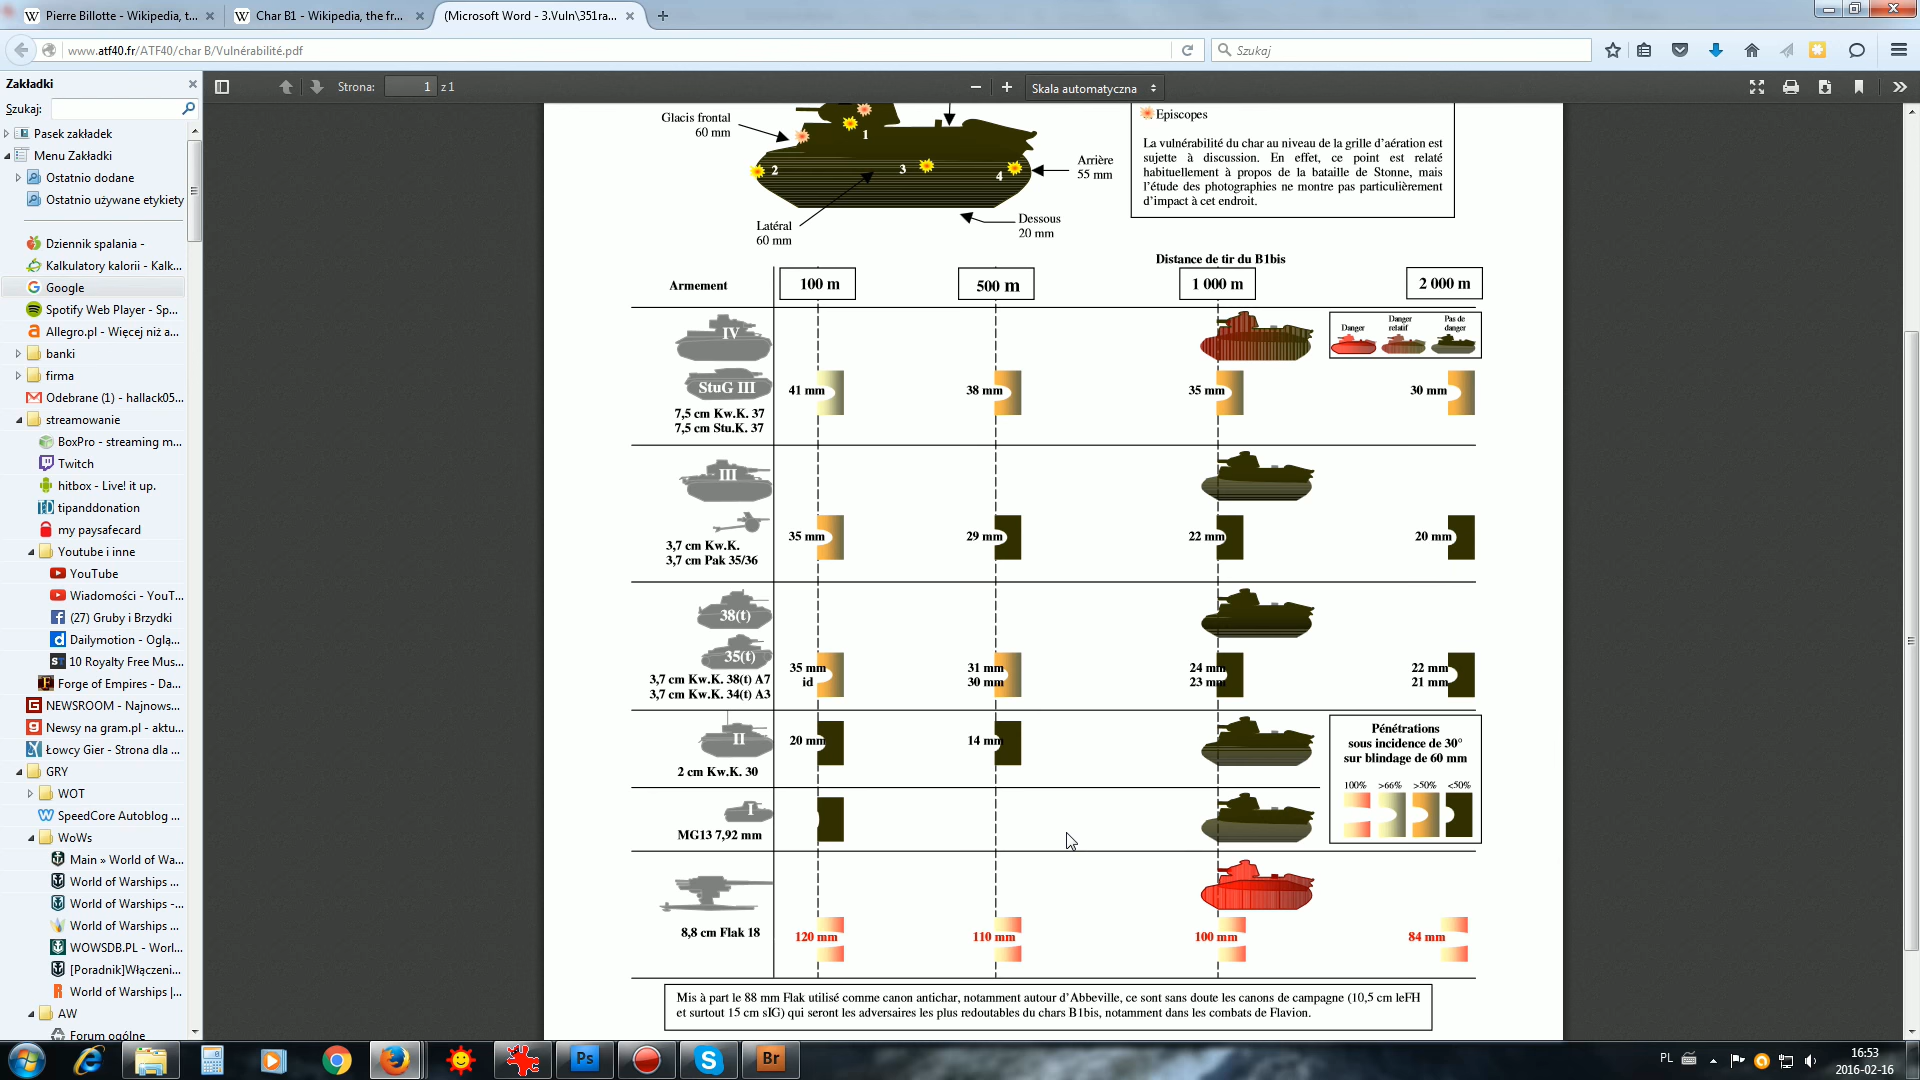 Pierre Billotte - Wikipedia, t...
Char B1 - Wikipedia, the fr...
(Microsoft Word - 3.Vuln\351ra...
www.atf40.fr/ATF40/char B/Vulnérabilité.pdf
Szukaj
Zakładki
Szukaj:
Strona:
1
z 1
Skala automatyczna
Pasek zakładek
Menu Zakładki
Ostatnio dodane
Ostatnio używane etykiety
Dziennik spalania -
Kalkulatory kalorii - Kalk...
Google
Spotify Web Player - Sp...
Allegro.pl - Więcej niż a...
banki
firma
Odebrane (1) - hallack05...
streamowanie
BoxPro - streaming m...
Twitch
hitbox - Live! it up.
tipanddonation
my paysafecard
Youtube i inne
YouTube
Wiadomości - YouT...
(27) Gruby i Brzydki
Dailymotion - Oglą...
10 Royalty Free Mus...
Forge of Empires - Da...
NEWSROOM - Najnows...
Newsy na gram.pl - aktu...
Łowcy Gier - Strona dla ...
GRY
WOT
SpeedCore Autoblog ...
WoWs
Main » World of Wa...
World of Warships ...
World of Warships -...
World of Warships ...
WOWSDB.PL - Worl...
[Poradnik]Włączeni...
World of Warships |...
AW
Forum ogólne
Glacis frontal
60 mm
1
2
3
4
Arrière
55 mm
Latéral
60 mm
Dessous
20 mm
Episcopes
La vulnérabilité du char au niveau de la grille d'aération est
sujette à discussion. En effet, ce point est relaté
habituellement à propos de la bataille de Stonne, mais
l'étude des photographies ne montre pas particulièrement
d'impact à cet endroit.
Distance de tir du B1bis
Armement
100 m
500 m
1 000 m
2 000 m
IV
Danger
Danger
relatif
Pas de
danger
StuG III
41 mm
38 mm
35 mm
30 mm
7,5 cm Kw.K. 37
7,5 cm Stu.K. 37
III
35 mm
29 mm
22 mm
20 mm
3,7 cm Kw.K.
3,7 cm Pak 35/36
38(t)
35(t)
35 mm
id
31 mm
30 mm
24 mm
23 mm
22 mm
21 mm
3,7 cm Kw.K. 38(t) A7
3,7 cm Kw.K. 34(t) A3
II
20 mm
14 mm
2 cm Kw.K. 30
Pénétrations
sous incidence de 30°
sur blindage de 60 mm
100%
>66%
>50%
<50%
I
MG13 7,92 mm
8,8 cm Flak 18
120 mm
110 mm
100 mm
84 mm
Mis à part le 88 mm Flak utilisé comme canon antichar, notamment autour d'Abbeville, ce sont sans doute les canons de campagne (10,5 cm leFH
et surtout 15 cm sIG) qui seront les adversaires les plus redoutables du chars B1bis, notamment dans les combats de Flavion.
Ps
Br
PL
16:53
2016-02-16